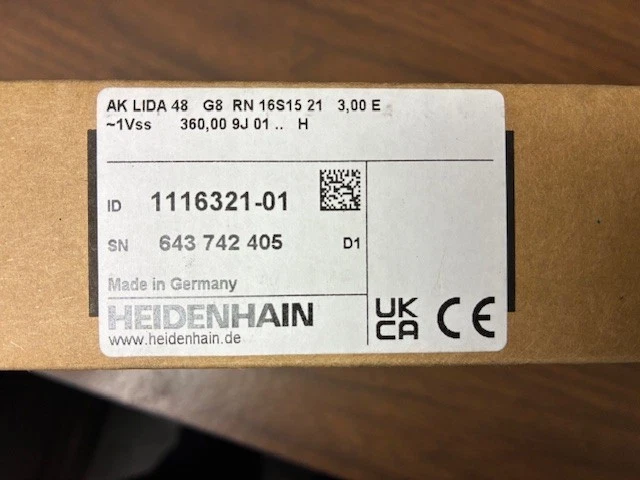 AK LIDA 48 G8 RN 16S15 21 3,00 E
~1Vss 360,00 9J 01 .. H
ID 1116321-01
SN 643 742 405 D1
Made in Germany
HEIDENHAIN
www.heidenhain.de
UK
CA CE